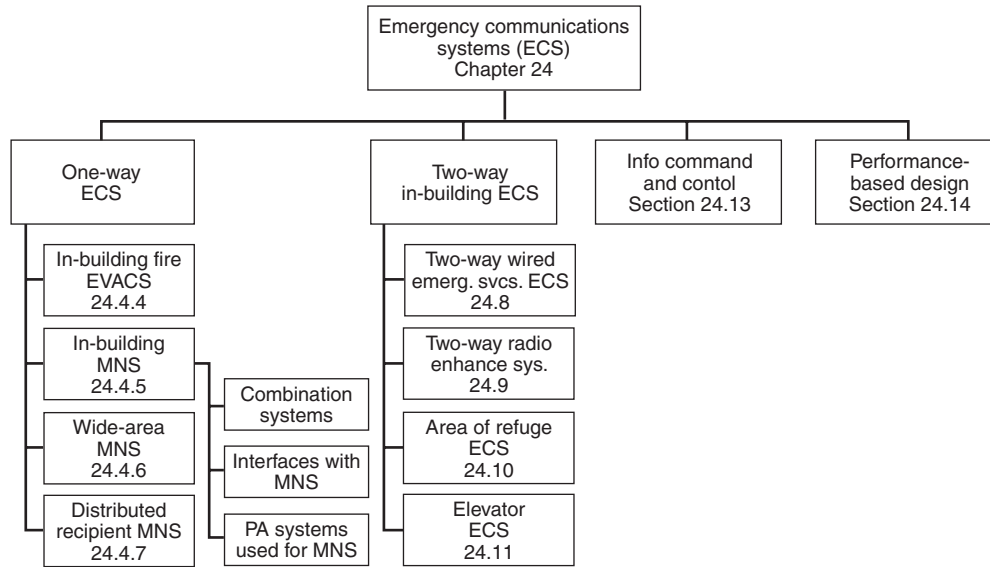 Emergency communications
systems (ECS)
Chapter 24
One-way
ECS
Two-way
in-building ECS
Info command
and contol
Section 24.13
Performance-
based design
Section 24.14
In-building fire
EVACS
24.4.4
In-building
MNS
24.4.5
Wide-area
MNS
24.4.6
Distributed
recipient MNS
24.4.7
Combination
systems
Interfaces with
MNS
PA systems
used for MNS
Two-way wired
emerg. svcs. ECS
24.8
Two-way radio
enhance sys.
24.9
Area of refuge
ECS
24.10
Elevator
ECS
24.11